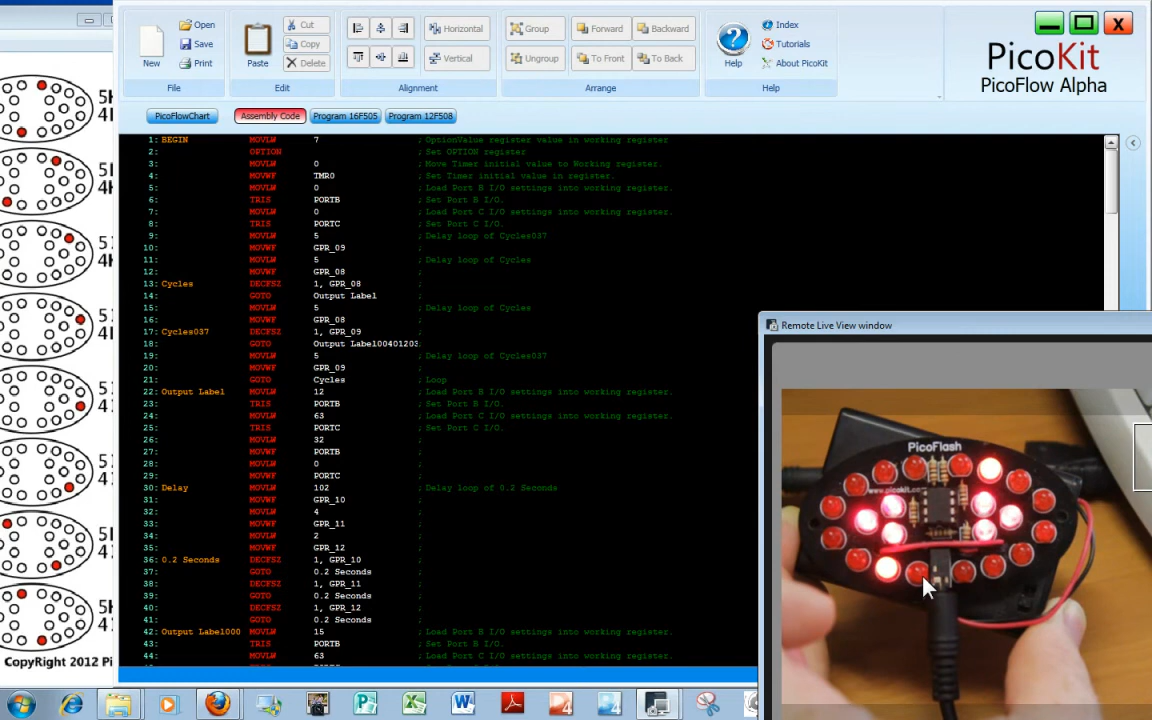 New
Open
Save
Print
File
Paste
Cut
Copy
Delete
Edit
Horizontal
Vertical
Alignment
Group
Ungroup
Forward
Backward
To Front
To Back
Arrange
Help
Index
Tutorials
About PicoKit
Help
X
PicoKit
PicoFlow Alpha
PicoFlowChart
Assembly Code
Program 16F505
Program 12F508
1: BEGIN MOVLW 7 ; OptionValue register value in working register
2: OPTION ; Set OPTION register
3: MOVLW 0 ; Move Timer initial value to Working register.
4: MOVWF TMR0 ; Set Timer initial value in register.
5: MOVLW 0 ; Load Port B I/O settings into working register.
6: TRIS PORTB ; Set Port B I/O.
7: MOVLW 0 ; Load Port C I/O settings into working register.
8: TRIS PORTC ; Set Port C I/O.
9: MOVLW 5 ; Delay loop of Cycles037
10: MOVWF GPR_09 ;
11: MOVLW 5 ; Delay loop of Cycles
12: MOVWF GPR_08 ;
13: Cycles DECFSZ 1, GPR_08 ;
14: GOTO Output Label ;
15: MOVLW 5 ; Delay loop of Cycles
16: MOVWF GPR_08 ;
17: Cycles037 DECFSZ 1, GPR_09 ;
18: GOTO Output Label00401203 ;
19: MOVLW 5 ; Delay loop of Cycles037
20: MOVWF GPR_09 ;
21: GOTO Cycles ; Loop
22: Output Label MOVLW 12 ; Load Port B I/O settings into working register.
23: TRIS PORTB ; Set Port B I/O.
24: MOVLW 63 ; Load Port C I/O settings into working register.
25: TRIS PORTC ; Set Port C I/O.
26: MOVLW 32 ;
27: MOVWF PORTB ;
28: MOVLW 0 ;
29: MOVWF PORTC ;
30: Delay MOVLW 102 ; Delay loop of 0.2 Seconds
31: MOVWF GPR_10 ;
32: MOVLW 4 ;
33: MOVWF GPR_11 ;
34: MOVLW 2 ;
35: MOVWF GPR_12 ;
36: 0.2 Seconds DECFSZ 1, GPR_10 ;
37: GOTO 0.2 Seconds ;
38: DECFSZ 1, GPR_11 ;
39: GOTO 0.2 Seconds ;
40: DECFSZ 1, GPR_12 ;
41: GOTO 0.2 Seconds ;
42: Output Label000 MOVLW 15 ; Load Port B I/O settings into working register.
43: TRIS PORTB ; Set Port B I/O.
44: MOVLW 63 ; Load Port C I/O settings into working register.
CopyRight 2012 Pi
Remote Live View window
PicoFlash